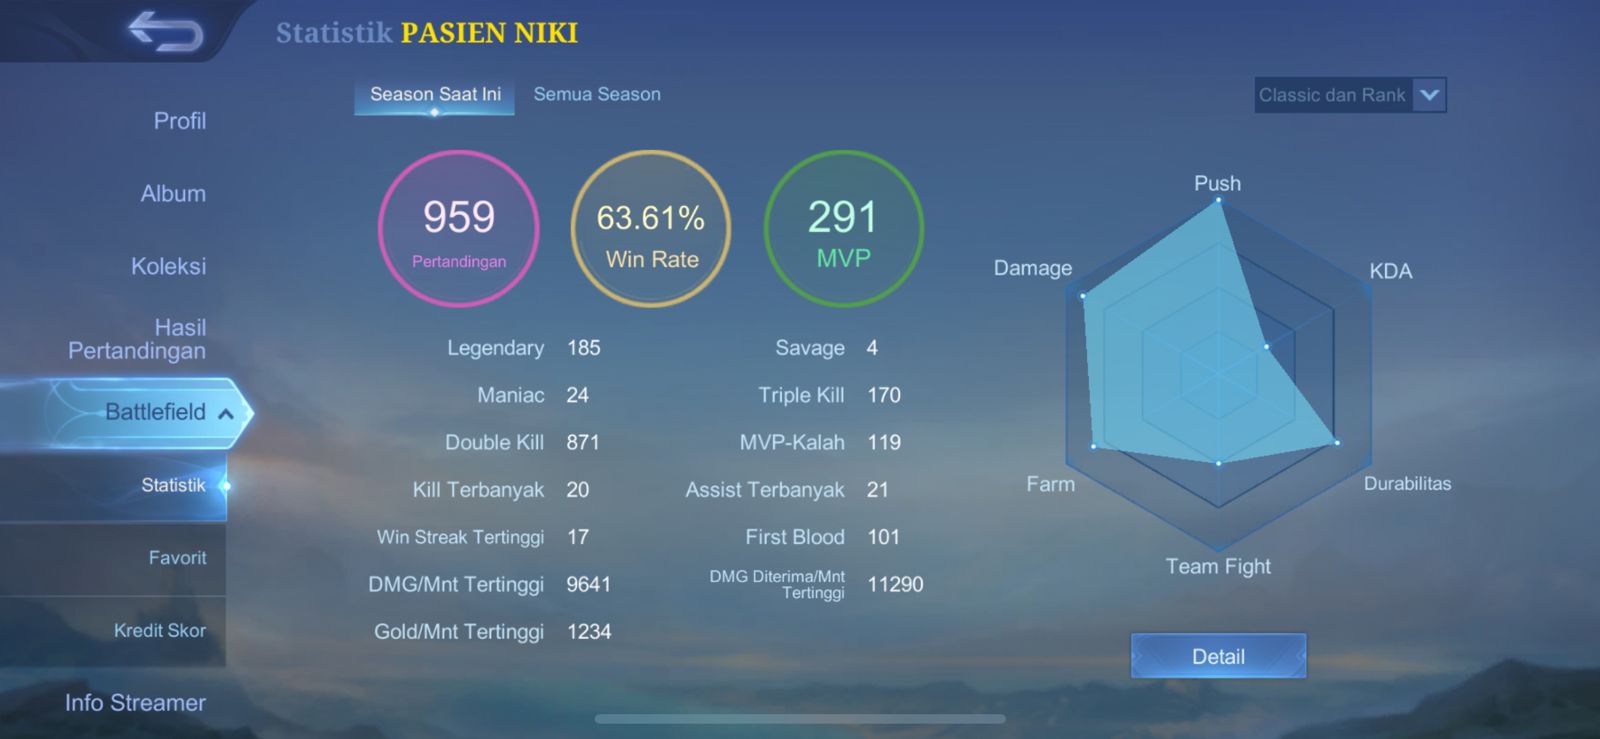 Statistik PASIEN NIKI
Season Saat Ini
Semua Season
Classic dan Rank
Profil
Album
Koleksi
Hasil
Pertandingan
Battlefield
Statistik
Favorit
Kredit Skor
Info Streamer
959
Pertandingan
63.61%
Win Rate
291
MVP
Legendary 185
Savage 4
Maniac 24
Triple Kill 170
Double Kill 871
MVP-Kalah 119
Kill Terbanyak 20
Assist Terbanyak 21
Win Streak Tertinggi 17
First Blood 101
DMG/Mnt Tertinggi 9641
DMG Diterima/Mnt
Tertinggi 11290
Gold/Mnt Tertinggi 1234
Push
Damage
KDA
Farm
Durabilitas
Team Fight
Detail